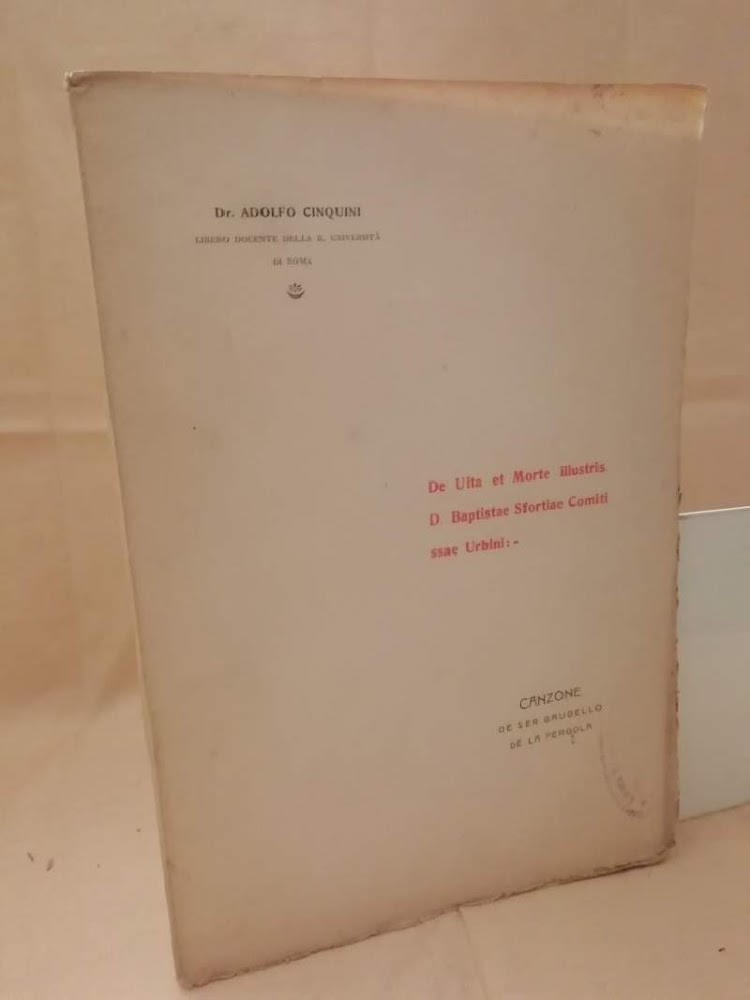 Dr. ADOLFO CINQUINI
LIBERO DOCENTE DELLA R. UNIVERSITÀ
DI ROMA
De Uita et Morte illustris
D. Baptistae Sfortiae Comiti
ssae Urbini: -
CANZONE
DE SER GAUGELLO
DE LA PERGOLA